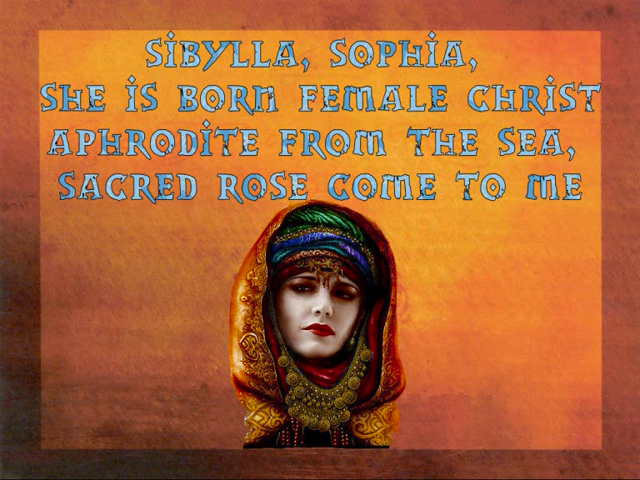 SIBYLLA, SOPHIA,
SHE IS BORN FEMALE CHRIST
APHRODITE FROM THE SEA,
SACRED ROSE COME TO ME